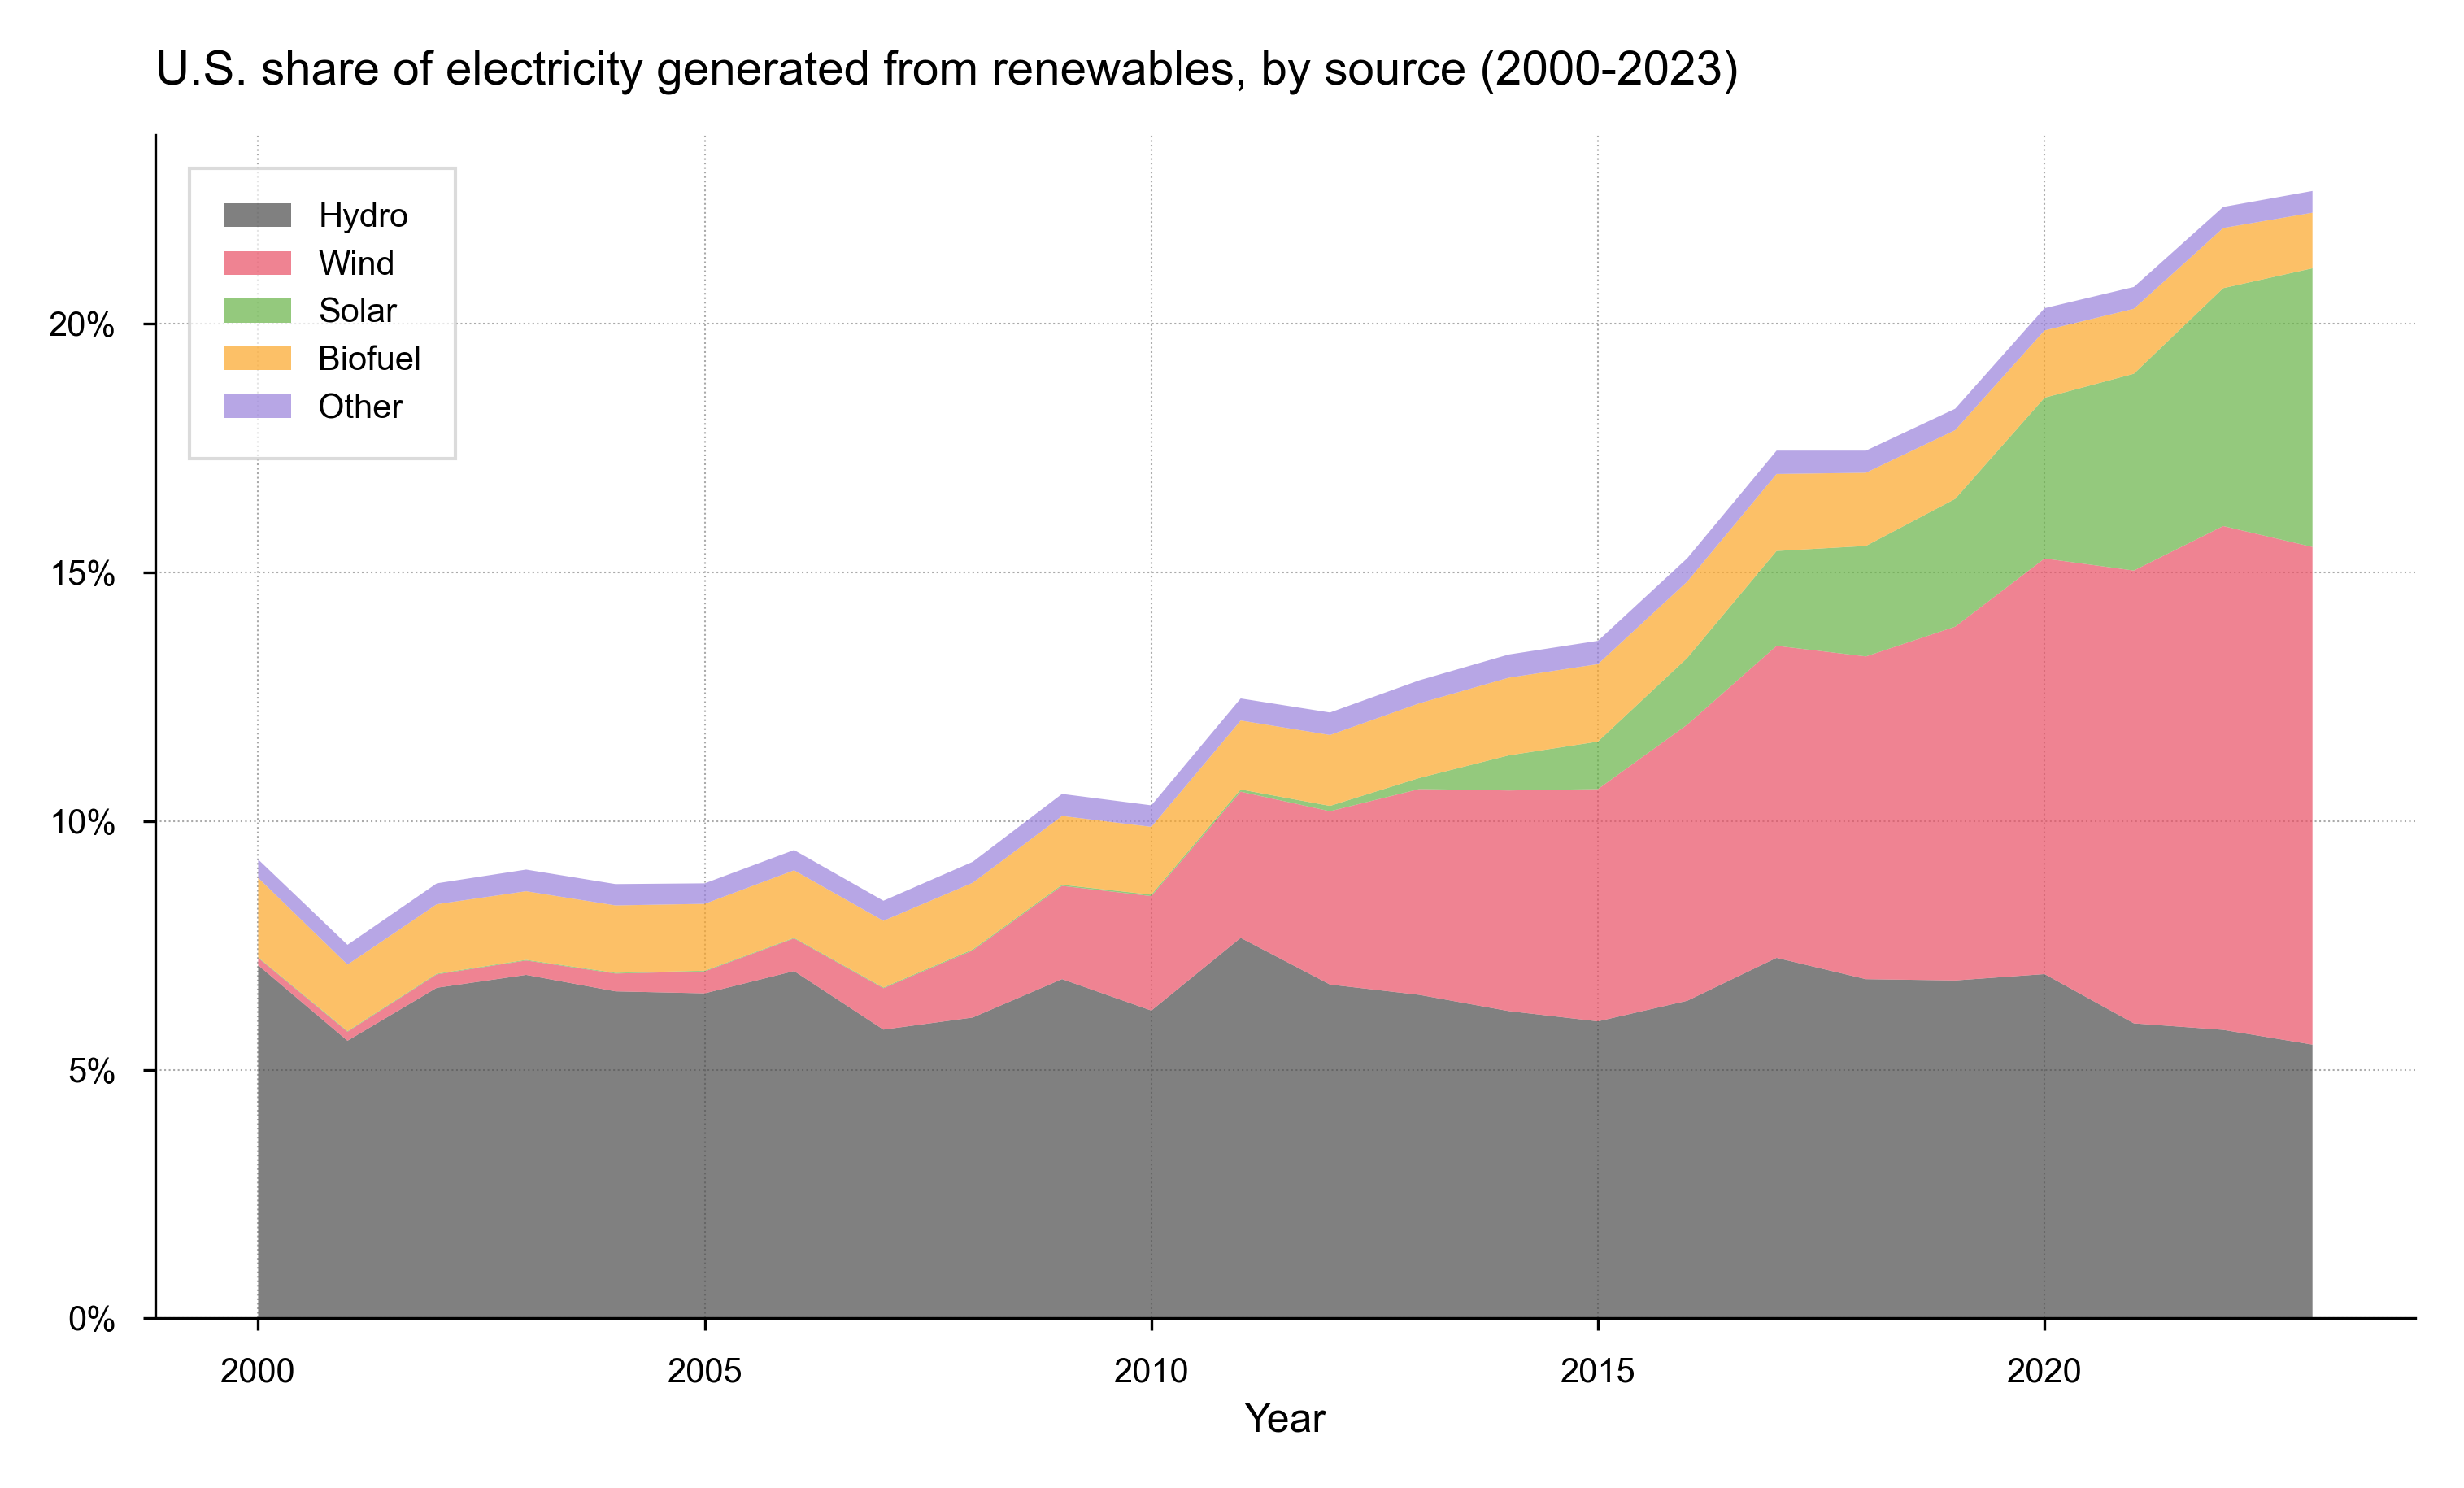 U.S. share of electricity generated from renewables, by source (2000-2023)
Hydro
Wind
Solar
Biofuel
Other
20%
15%
10%
5%
0%
2000 2005 2010 2015 2020
Year